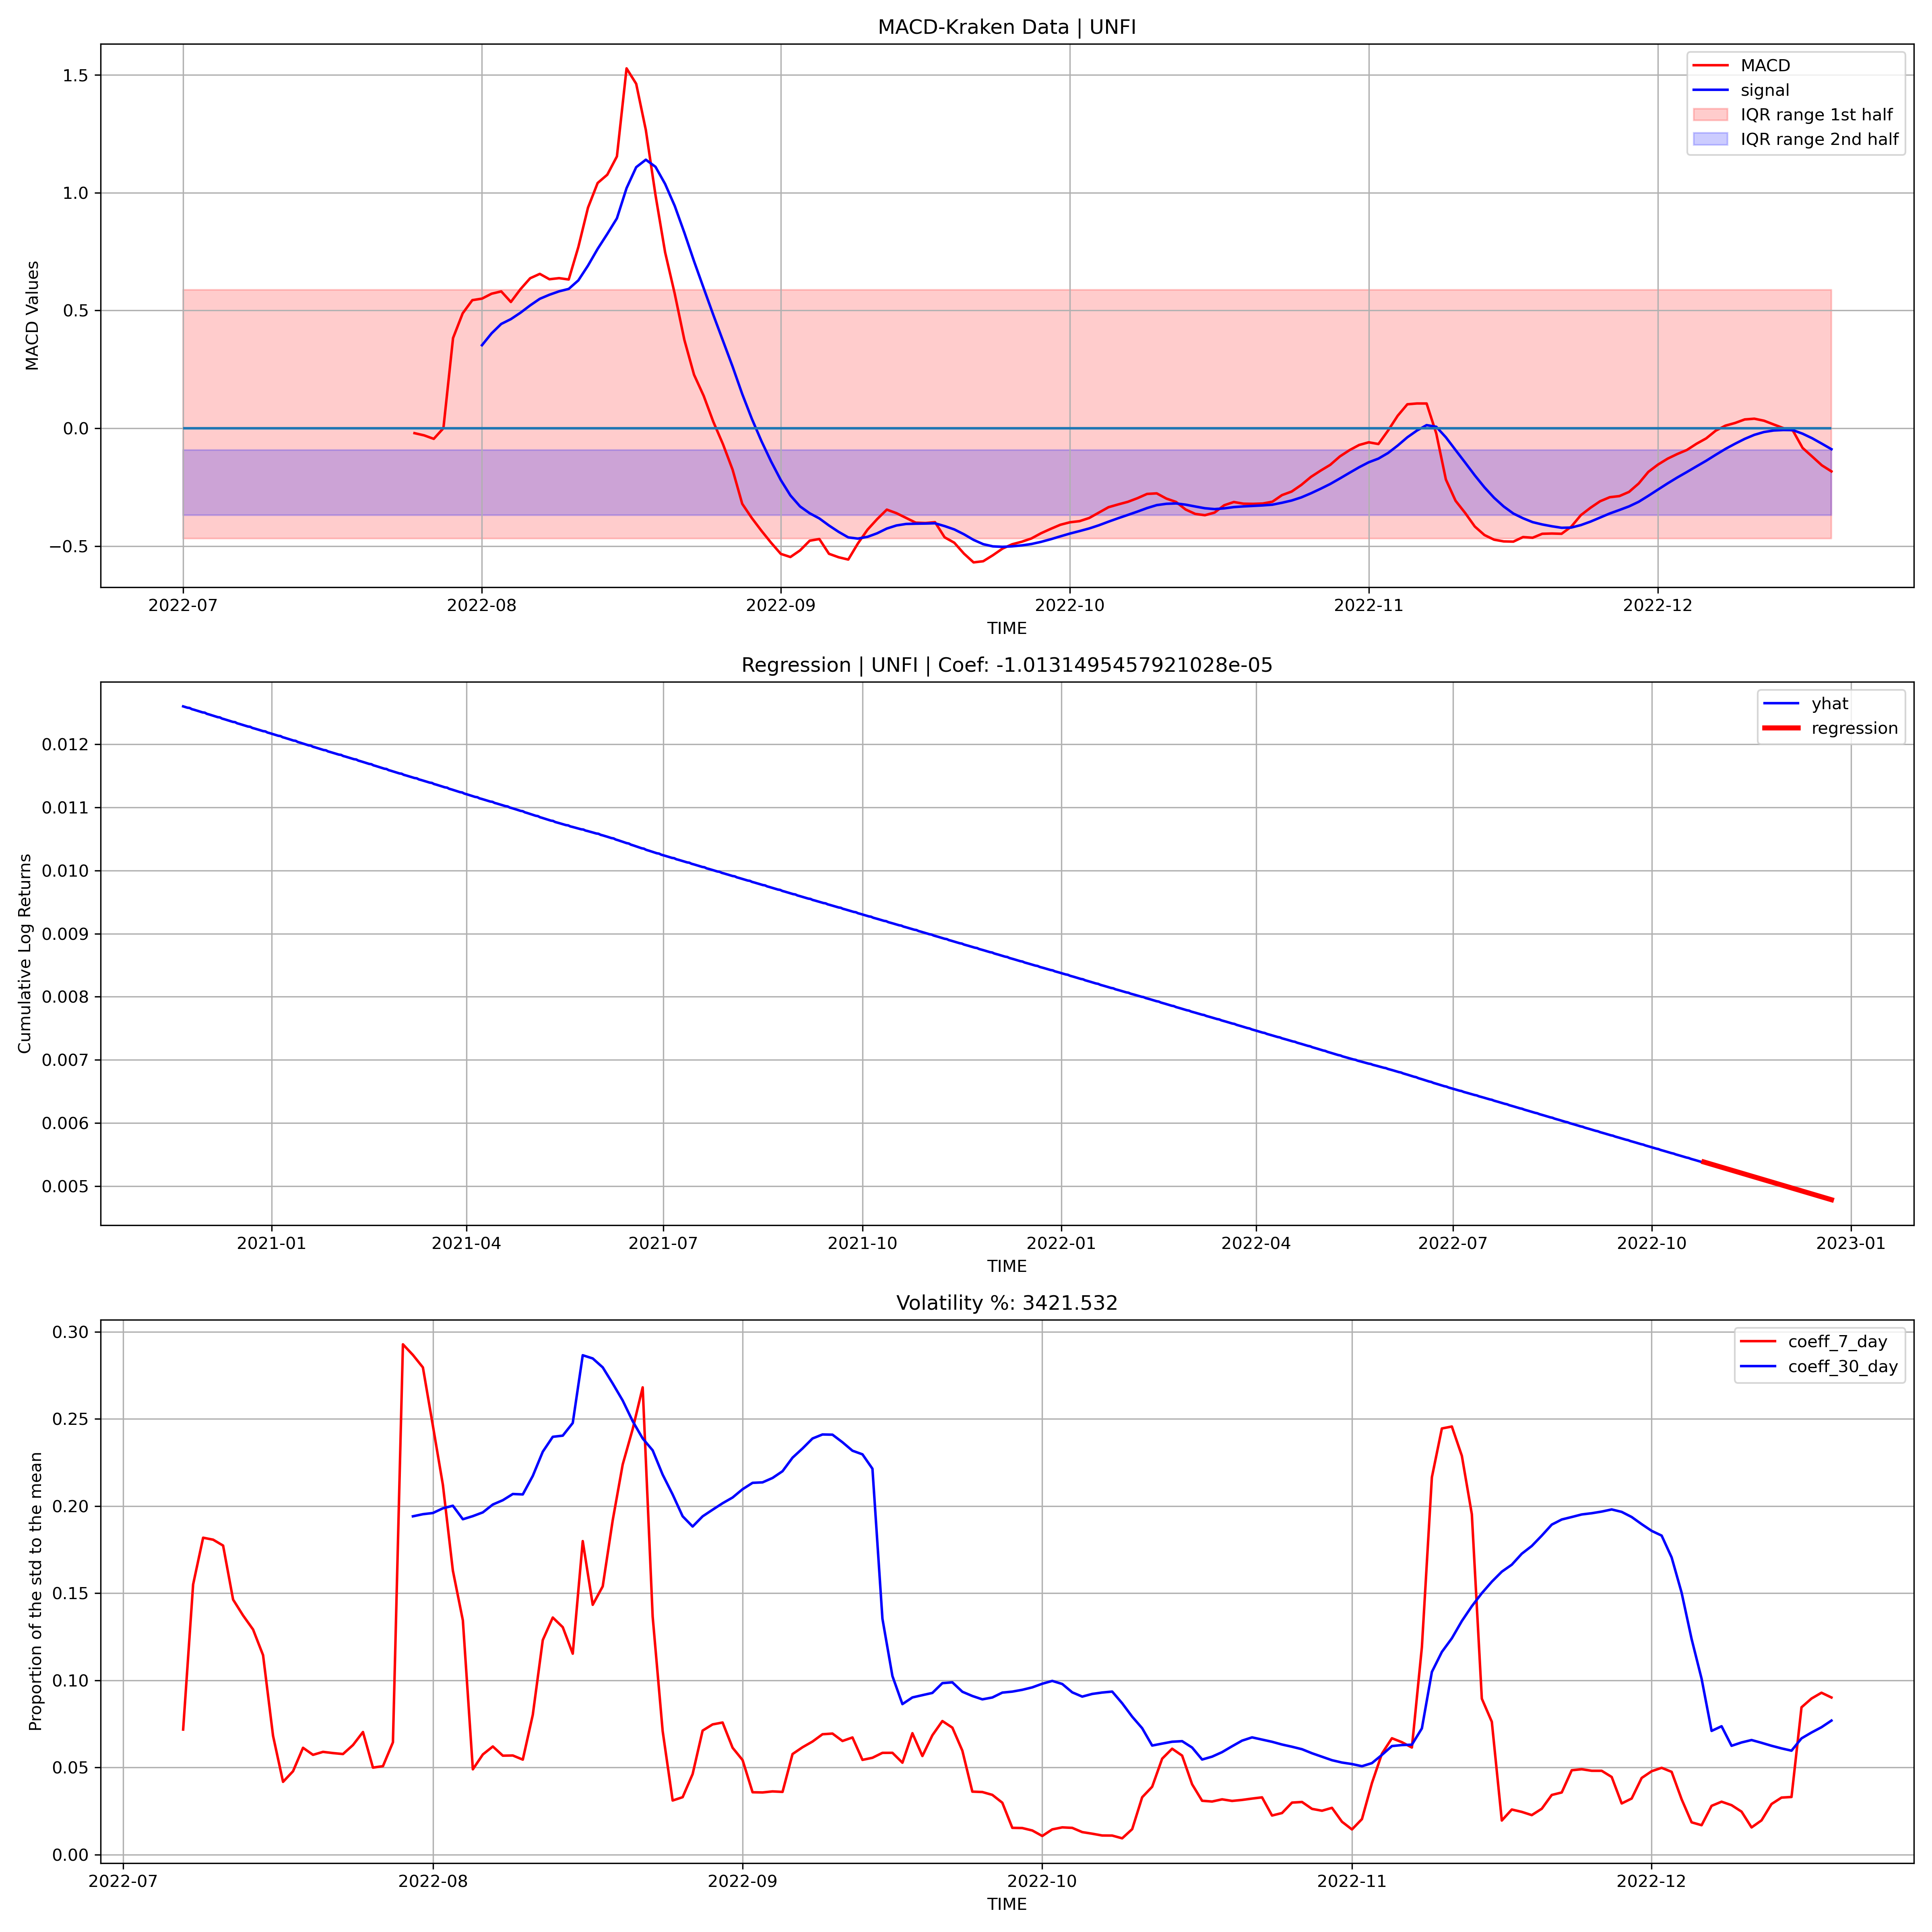 MACD-Kraken Data | UNFI
MACD Values
1.5
1.0
0.5
0.0
−0.5
MACD
signal
IQR range 1st half
IQR range 2nd half
2022-07 2022-08 2022-09 2022-10 2022-11 2022-12
TIME
Regression | UNFI | Coef: -1.0131495457921028e-05
Cumulative Log Returns
0.012
0.011
0.010
0.009
0.008
0.007
0.006
0.005
yhat
regression
2021-01 2021-04 2021-07 2021-10 2022-01 2022-04 2022-07 2022-10 2023-01
TIME
Volatility %: 3421.532
Proportion of the std to the mean
0.30
0.25
0.20
0.15
0.10
0.05
0.00
coeff_7_day
coeff_30_day
2022-07 2022-08 2022-09 2022-10 2022-11 2022-12
TIME